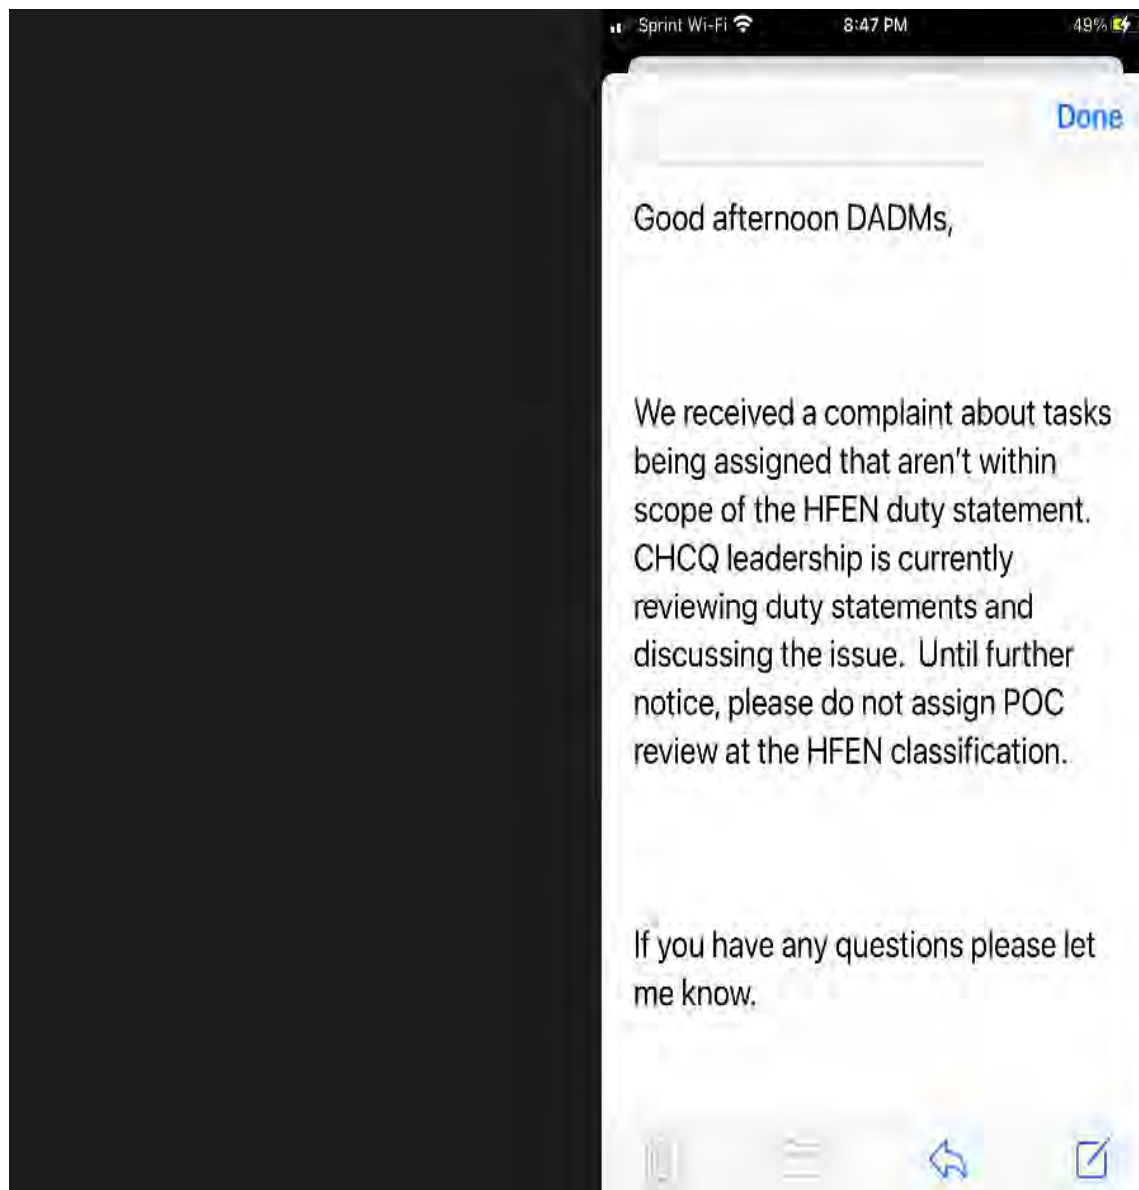 Sprint Wi-Fi 8:47 PM 49%
Done
Good afternoon DADMs,
We received a complaint about tasks
being assigned that aren't within
scope of the HFEN duty statement.
CHCQ leadership is currently
reviewing duty statements and
discussing the issue.  Until further
notice, please do not assign POC
review at the HFEN classification.
If you have any questions please let
me know.